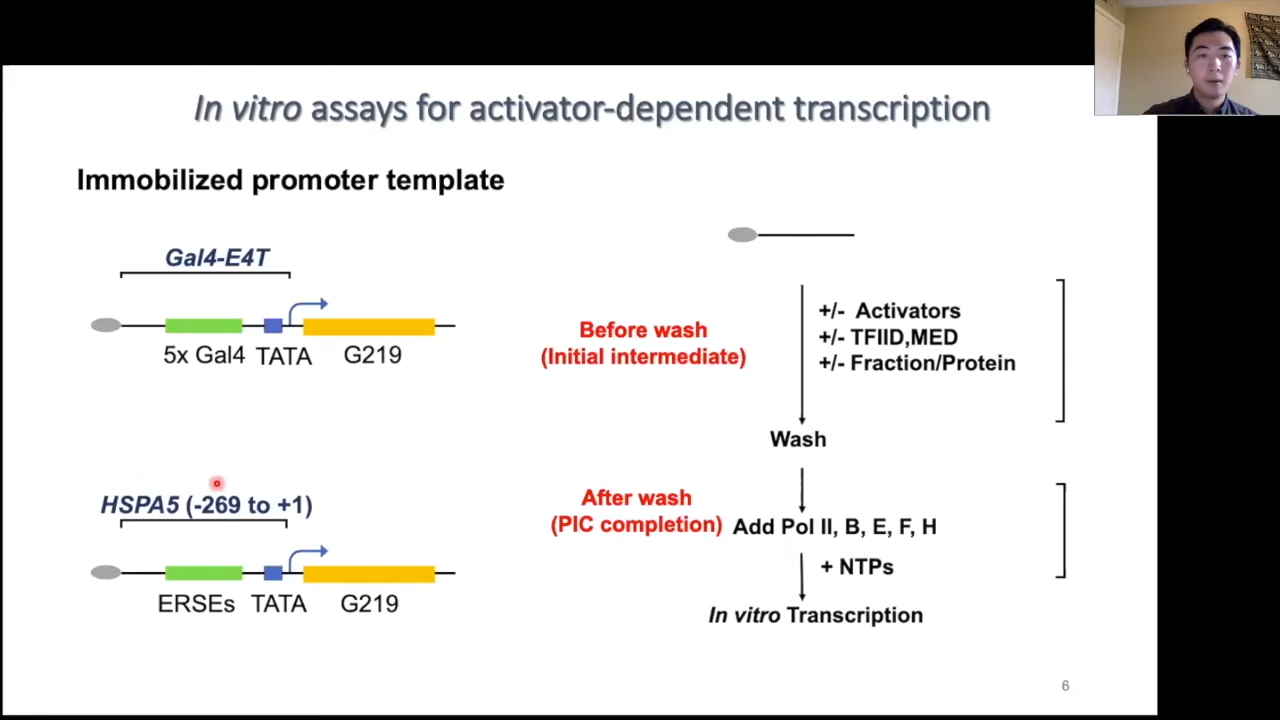 In vitro assays for activator-dependent transcription
Immobilized promoter template
Gal4-E4T
5x Gal4 TATA G219
HSPA5 (-269 to +1)
ERSEs TATA G219
Before wash
(Initial intermediate)
+/- Activators
+/- TFIID,MED
+/- Fraction/Protein
Wash
After wash
(PIC completion)
Add Pol II, B, E, F, H
+ NTPs
In vitro Transcription
6